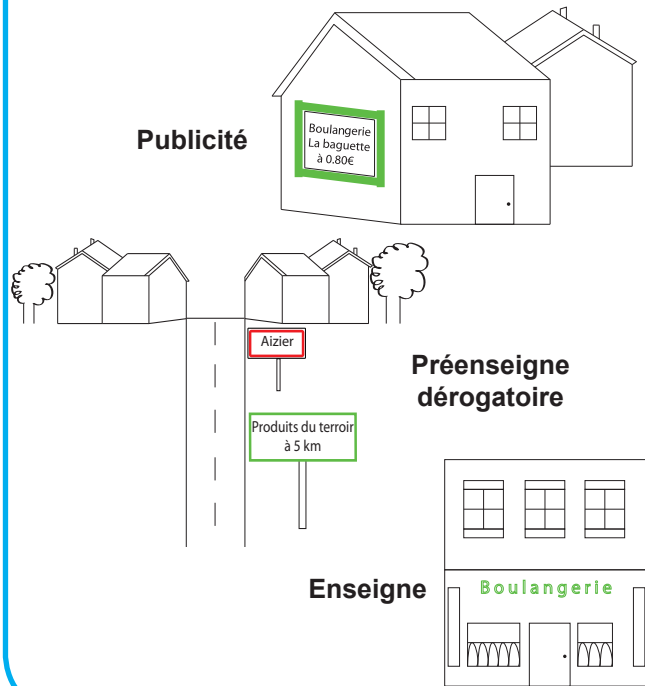 Publicité
Boulangerie
La baguette
à 0.80€
Aizier
Préenseigne
dérogatoire
Produits du terroir
à 5 km
Enseigne
Boulangerie